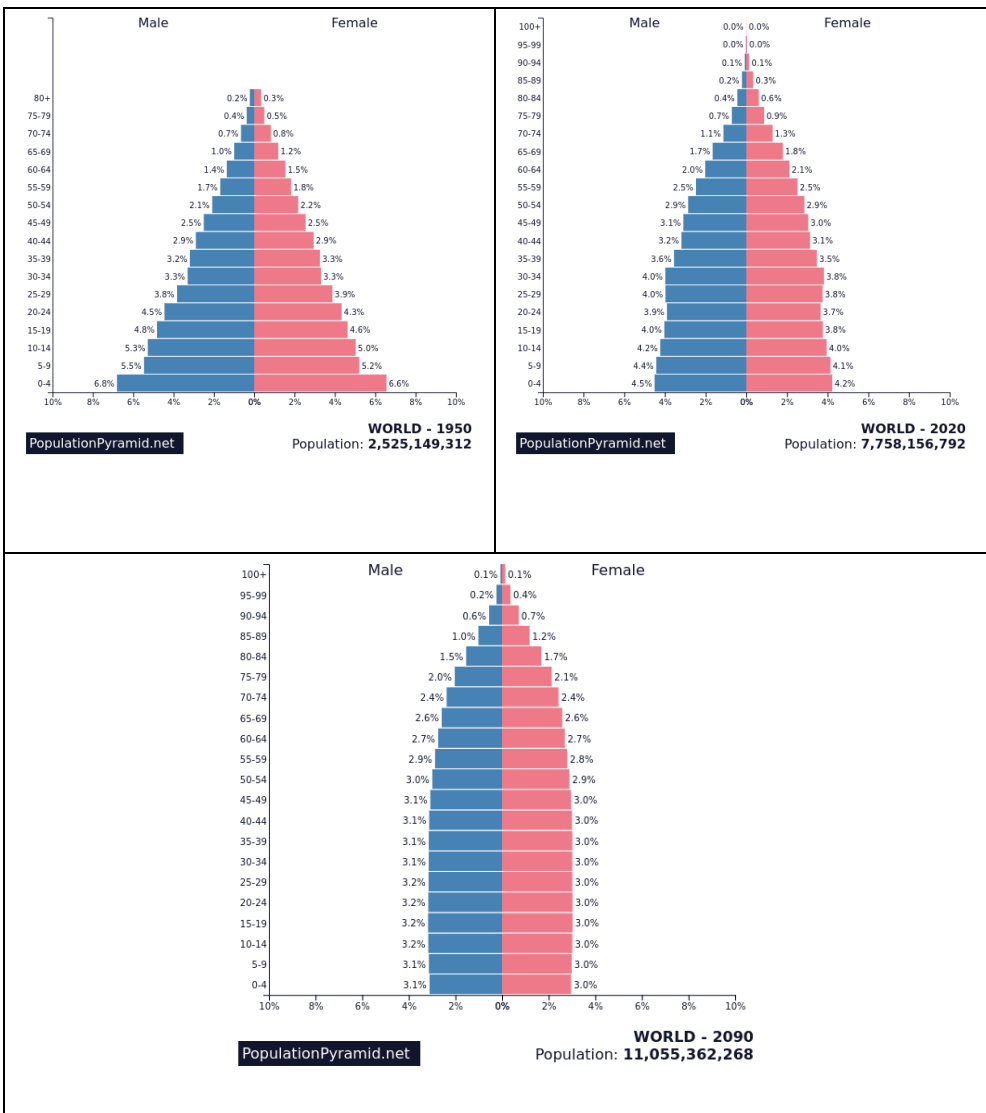 Male Female
80+ 0.2% 0.3%
75-79 0.4% 0.5%
70-74 0.7% 0.8%
65-69 1.0% 1.2%
60-64 1.4% 1.5%
55-59 1.7% 1.8%
50-54 2.1% 2.2%
45-49 2.5% 2.5%
40-44 2.9% 2.9%
35-39 3.2% 3.3%
30-34 3.3% 3.3%
25-29 3.8% 3.9%
20-24 4.5% 4.3%
15-19 4.8% 4.6%
10-14 5.3% 5.0%
5-9 5.5% 5.2%
0-4 6.8% 6.6%
10% 8% 6% 4% 2% 0% 2% 4% 6% 8% 10%
WORLD - 1950
PopulationPyramid.net Population: 2,525,149,312
Male Female
100+ 0.0% 0.0%
95-99 0.0% 0.0%
90-94 0.1% 0.1%
85-89 0.2% 0.3%
80-84 0.4% 0.6%
75-79 0.7% 0.9%
70-74 1.1% 1.3%
65-69 1.7% 1.8%
60-64 2.0% 2.1%
55-59 2.5% 2.5%
50-54 2.9% 2.9%
45-49 3.1% 3.0%
40-44 3.2% 3.1%
35-39 3.6% 3.5%
30-34 4.0% 3.8%
25-29 4.0% 3.8%
20-24 3.9% 3.7%
15-19 4.0% 3.8%
10-14 4.2% 4.0%
5-9 4.4% 4.1%
0-4 4.5% 4.2%
10% 8% 6% 4% 2% 0% 2% 4% 6% 8% 10%
WORLD - 2020
PopulationPyramid.net Population: 7,758,156,792
Male Female
100+ 0.1% 0.1%
95-99 0.2% 0.4%
90-94 0.6% 0.7%
85-89 1.0% 1.2%
80-84 1.5% 1.7%
75-79 2.0% 2.1%
70-74 2.4% 2.4%
65-69 2.6% 2.6%
60-64 2.7% 2.7%
55-59 2.9% 2.8%
50-54 3.0% 2.9%
45-49 3.1% 3.0%
40-44 3.1% 3.0%
35-39 3.1% 3.0%
30-34 3.1% 3.0%
25-29 3.2% 3.0%
20-24 3.2% 3.0%
15-19 3.2% 3.0%
10-14 3.2% 3.0%
5-9 3.1% 3.0%
0-4 3.1% 3.0%
10% 8% 6% 4% 2% 0% 2% 4% 6% 8% 10%
WORLD - 2090
PopulationPyramid.net Population: 11,055,362,268